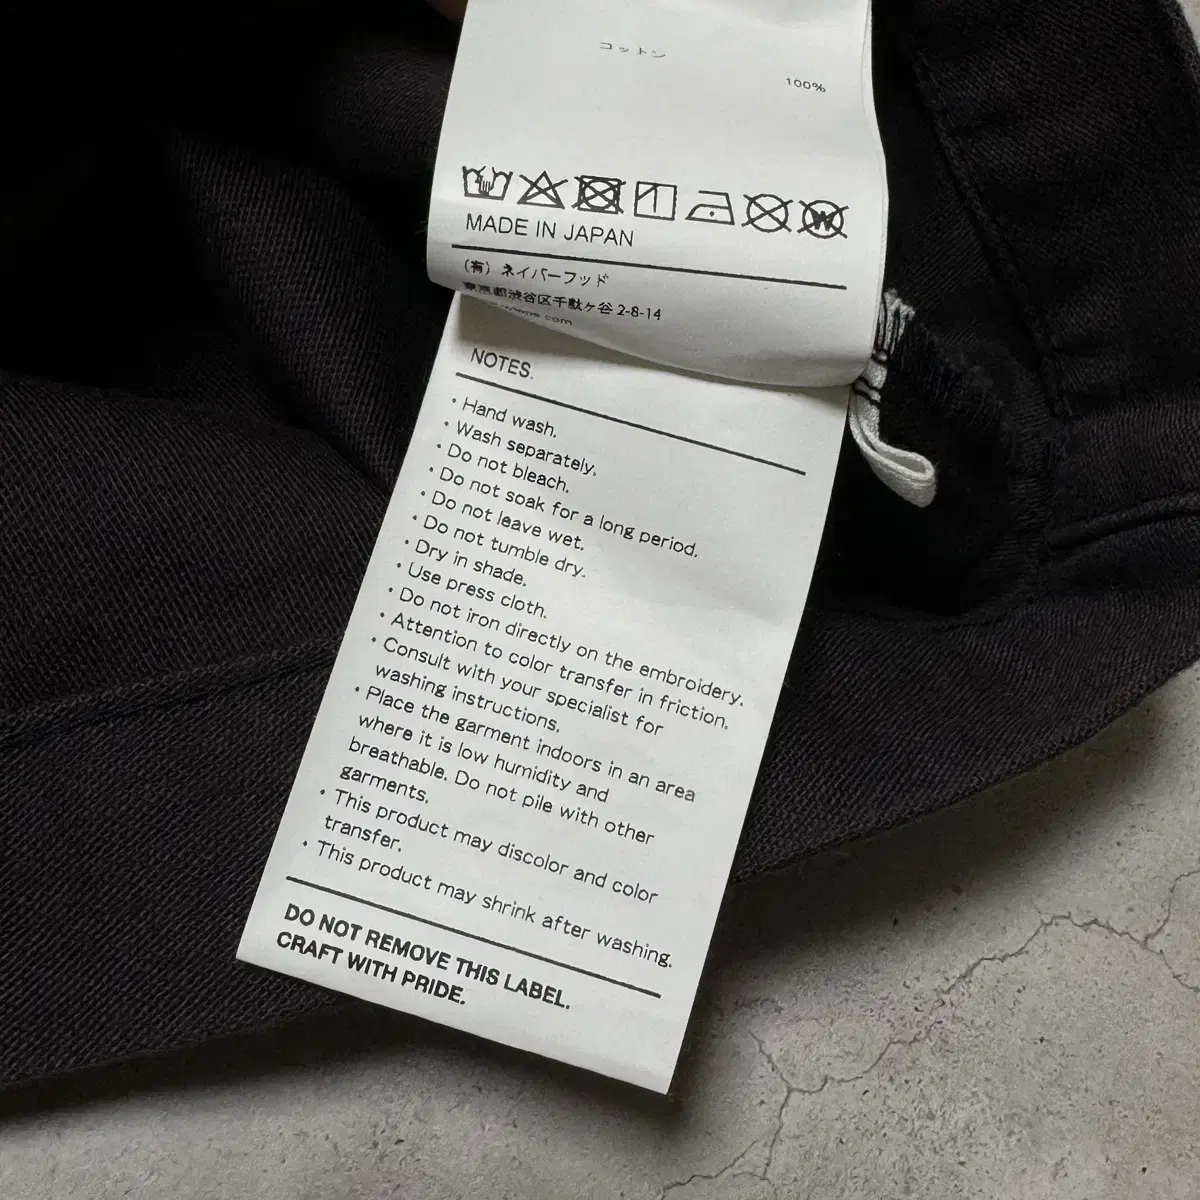 コットン
100%
MADE IN JAPAN
(有) ネイバーフッド
東京都渋谷区千駄ヶ谷 2-8-14
NOTES.
・Hand wash.
・Wash separately.
・Do not bleach.
・Do not soak for a long period.
・Do not leave wet.
・Do not tumble dry.
・Dry in shade.
・Use press cloth.
・Do not iron directly on the embroidery.
・Attention to color transfer in friction.
・Consult with your specialist for
washing instructions.
・Place the garment indoors in an area
where it is low humidity and
breathable. Do not pile with other
garments.
・This product may discolor and color
transfer.
・This product may shrink after washing.
DO NOT REMOVE THIS LABEL.
CRAFT WITH PRIDE.